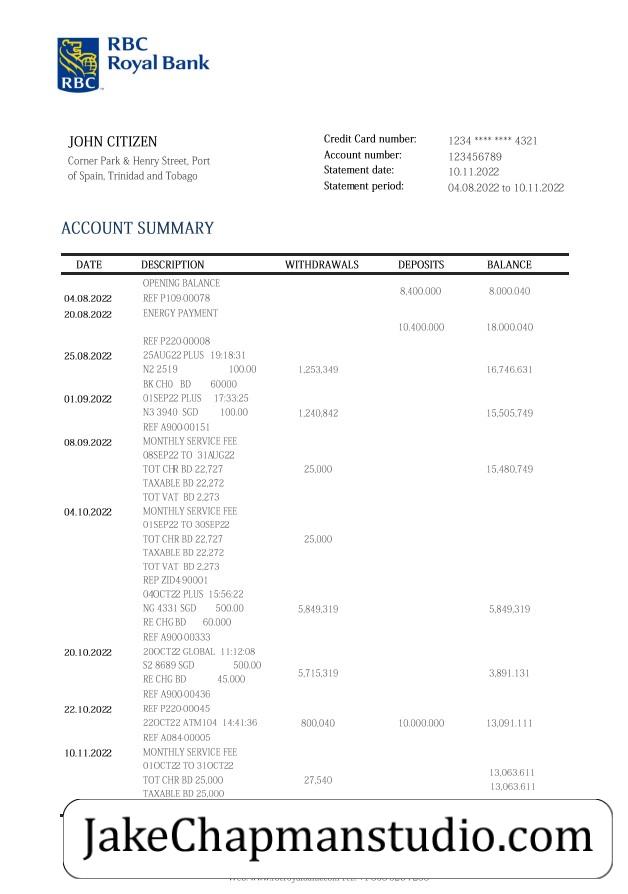 RBC
Royal Bank
RBC
JOHN CITIZEN
Corner Park & Henry Street, Port
of Spain, Trinidad and Tobago
Credit Card number: 1234 **** **** 4321
Account number: 123456789
Statement date: 10.11.2022
Statement period: 04.08.2022 to 10.11.2022
ACCOUNT SUMMARY
DATE DESCRIPTION WITHDRAWALS DEPOSITS BALANCE
OPENING BALANCE
8,400.000 8.000.040
04.08.2022 REF P109-00078
20.08.2022 ENERGY PAYMENT
10.400.000 18.000.040
REF P220-00008
25.08.2022 25AUG22 PLUS 19:18:31
N2 2519 100.00 1,253,349 16,746.631
BK CHO BD 60000
01.09.2022 01SEP22 PLUS 17:33:25
N3 3940 SGD 100.00 1,240,842 15,505,749
REF A900-00151
08.09.2022 MONTHLY SERVICE FEE
08SEP22 TO 31AUG22
TOT CHR BD 22,727 25,000 15,480,749
TAXABLE BD 22,272
TOT VAT BD 2,273
04.10.2022 MONTHLY SERVICE FEE
01SEP22 TO 30SEP22
TOT CHR BD 22,727 25,000
TAXABLE BD 22,272
TOT VAT BD 2,273
REP ZID4 90001
04OCT22 PLUS 15:56:22
NG 4331 SGD 500.00 5,849,319 5,849,319
RE CHG BD 60.000
REF A900-00333
20.10.2022 20OCT22 GLOBAL 11:12:08
S2 8689 SGD 500.00
5,715,319 3,891.131
RE CHG BD 45.000
REF A900-00436
22.10.2022 REF P220-00045
22OCT22 ATM104 14:41:36 800,040 10.000.000 13,091.111
REF A084-00005
10.11.2022 MONTHLY SERVICE FEE
01OCT22 TO 31OCT22
13,063.611
TOT CHR BD 25,000 27,540
13,063.611
TAXABLE BD 25,000
JakeChapmanstudio.com